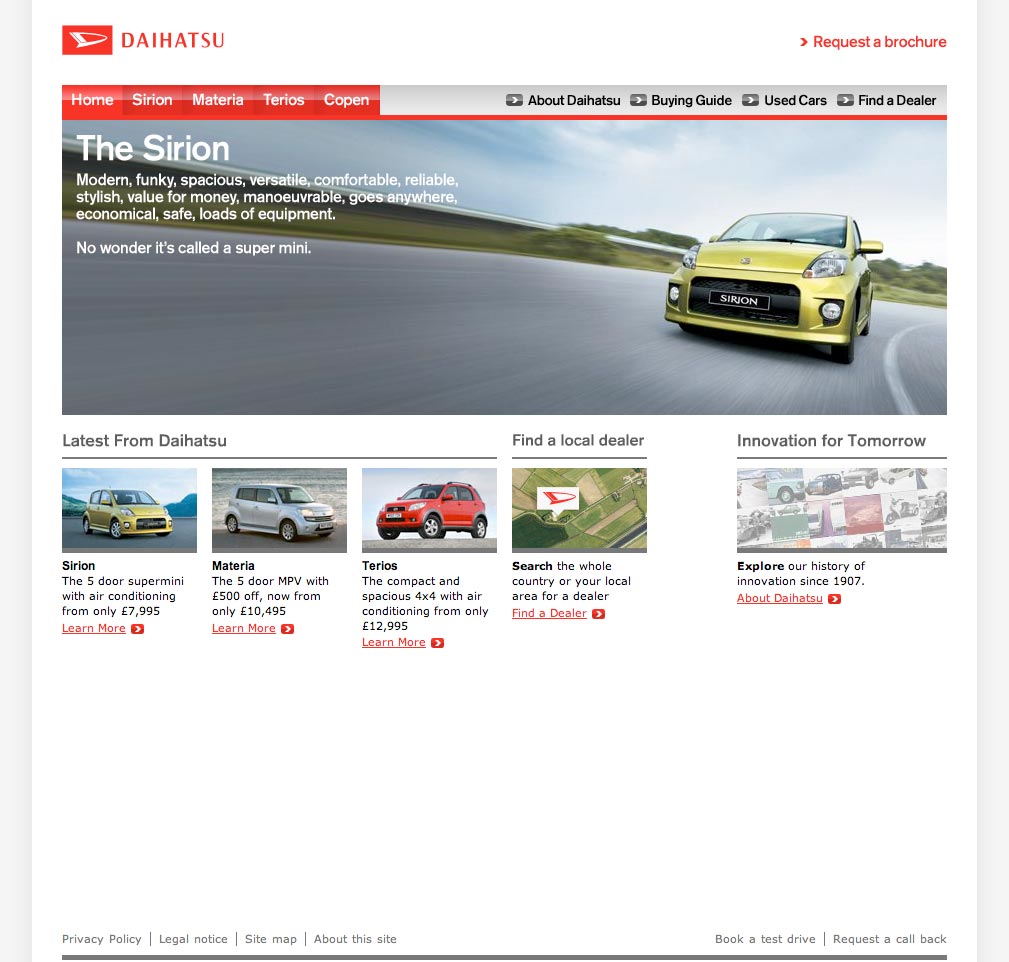 DAIHATSU
Request a brochure
Home Sirion Materia Terios Copen
About Daihatsu Buying Guide Used Cars Find a Dealer
The Sirion
Modern, funky, spacious, versatile, comfortable, reliable,
stylish, value for money, manoeuvrable, goes anywhere,
economical, safe, loads of equipment.
No wonder it's called a super mini.
SIRION
Latest From Daihatsu
Sirion
The 5 door supermini
with air conditioning
from only £7,995
Learn More
Materia
The 5 door MPV with
£500 off, now from
only £10,495
Learn More
Terios
The compact and
spacious 4x4 with air
conditioning from only
£12,995
Learn More
Find a local dealer
Search the whole
country or your local
area for a dealer
Find a Dealer
Innovation for Tomorrow
Explore our history of
innovation since 1907.
About Daihatsu
Privacy Policy | Legal notice | Site map | About this site
Book a test drive | Request a call back